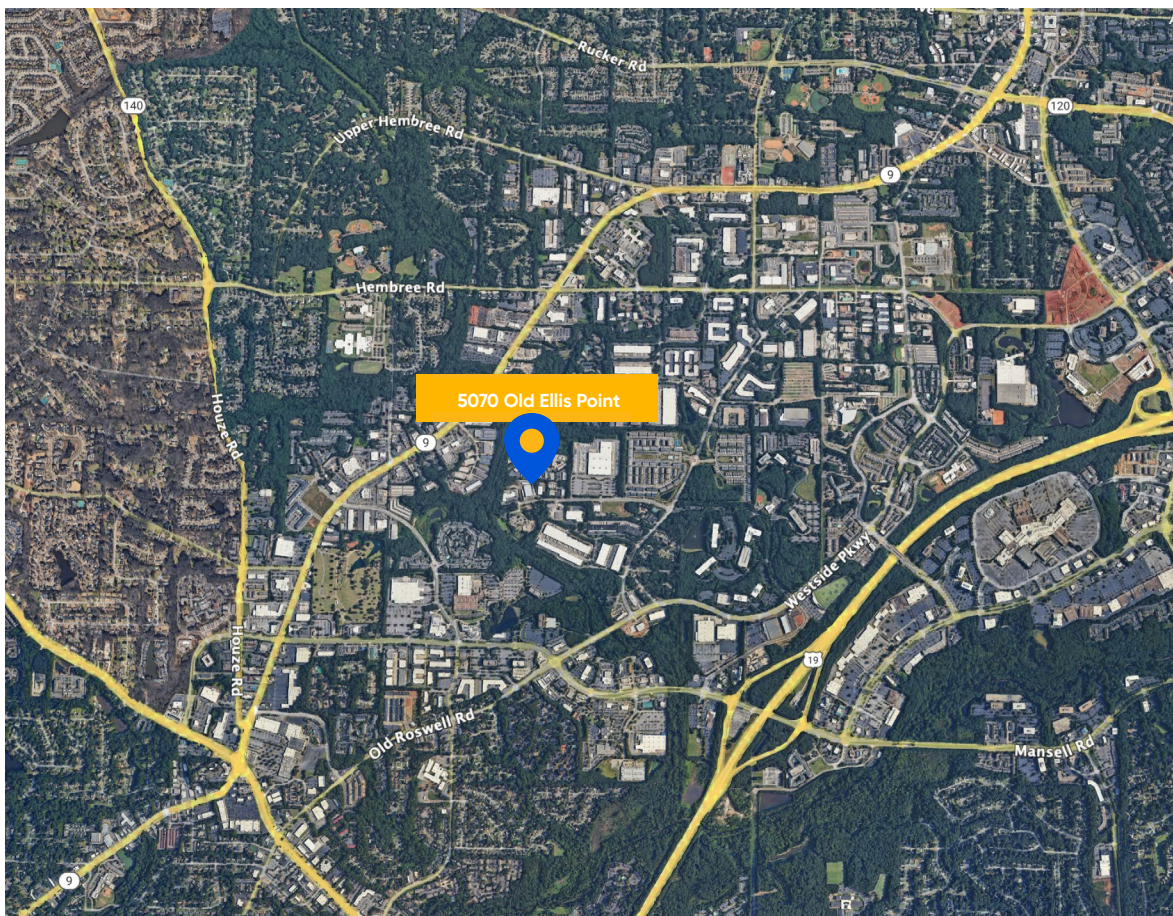 Rucker Rd
140
120
Upper Hembree Rd
9
Hembree Rd
5070 Old Ellis Point
Houze Rd
9
Westside Pkwy
Houze Rd
19
Old Roswell Rd
Mansell Rd
9